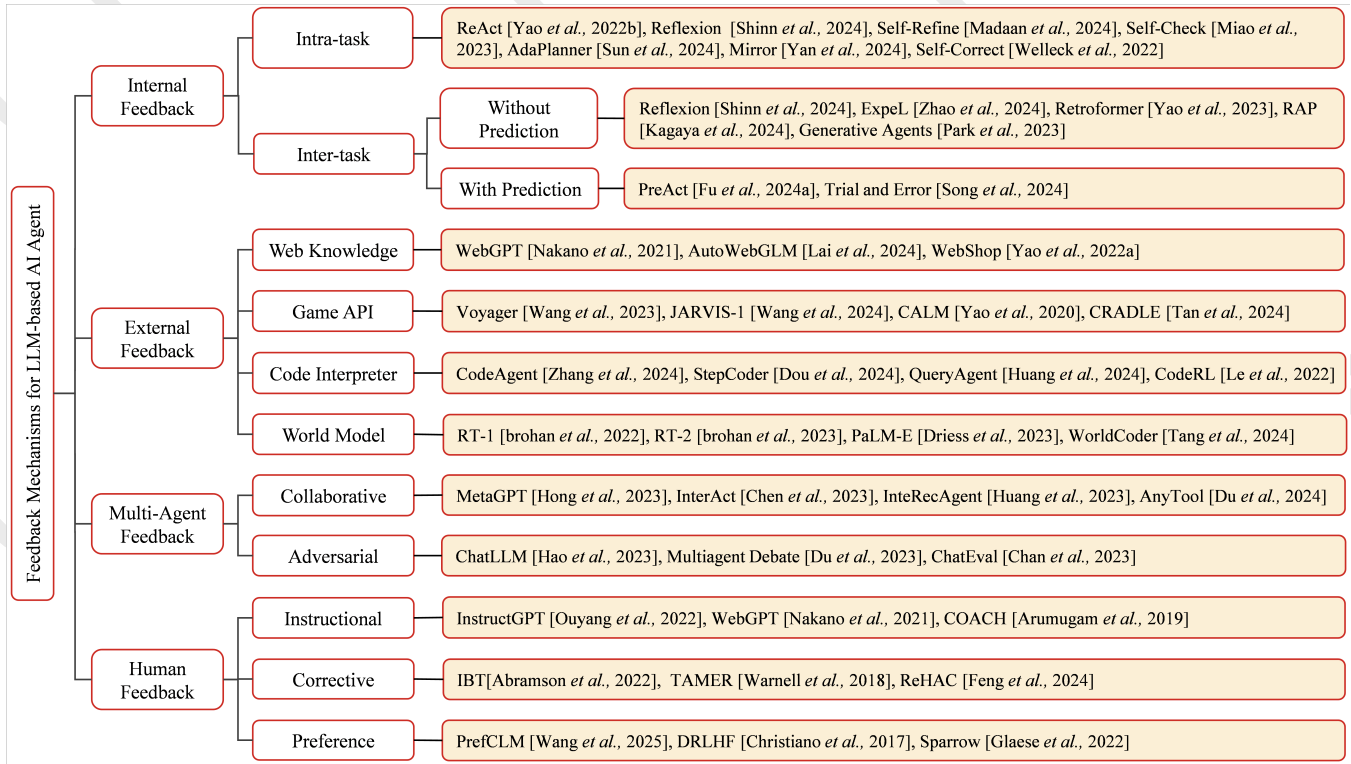 Feedback Mechanisms for LLM-based AI Agent
Internal
Feedback
Intra-task
ReAct [Yao et al., 2022b], Reflexion [Shinn et al., 2024], Self-Refine [Madaan et al., 2024], Self-Check [Miao et al.,
2023], AdaPlanner [Sun et al., 2024], Mirror [Yan et al., 2024], Self-Correct [Welleck et al., 2022]
Inter-task
Without
Prediction
Reflexion [Shinn et al., 2024], ExpeL [Zhao et al., 2024], Retroformer [Yao et al., 2023], RAP
[Kagaya et al., 2024], Generative Agents [Park et al., 2023]
With Prediction
PreAct [Fu et al., 2024a], Trial and Error [Song et al., 2024]
External
Feedback
Web Knowledge
WebGPT [Nakano et al., 2021], AutoWebGLM [Lai et al., 2024], WebShop [Yao et al., 2022a]
Game API
Voyager [Wang et al., 2023], JARVIS-1 [Wang et al., 2024], CALM [Yao et al., 2020], CRADLE [Tan et al., 2024]
Code Interpreter
CodeAgent [Zhang et al., 2024], StepCoder [Dou et al., 2024], QueryAgent [Huang et al., 2024], CodeRL [Le et al., 2022]
World Model
RT-1 [brohan et al., 2022], RT-2 [brohan et al., 2023], PaLM-E [Driess et al., 2023], WorldCoder [Tang et al., 2024]
Multi-Agent
Feedback
Collaborative
MetaGPT [Hong et al., 2023], InterAct [Chen et al., 2023], InteRecAgent [Huang et al., 2023], AnyTool [Du et al., 2024]
Adversarial
ChatLLM [Hao et al., 2023], Multiagent Debate [Du et al., 2023], ChatEval [Chan et al., 2023]
Human
Feedback
Instructional
InstructGPT [Ouyang et al., 2022], WebGPT [Nakano et al., 2021], COACH [Arumugam et al., 2019]
Corrective
IBT[Abramson et al., 2022], TAMER [Warnell et al., 2018], ReHAC [Feng et al., 2024]
Preference
PrefCLM [Wang et al., 2025], DRLHF [Christiano et al., 2017], Sparrow [Glaese et al., 2022]